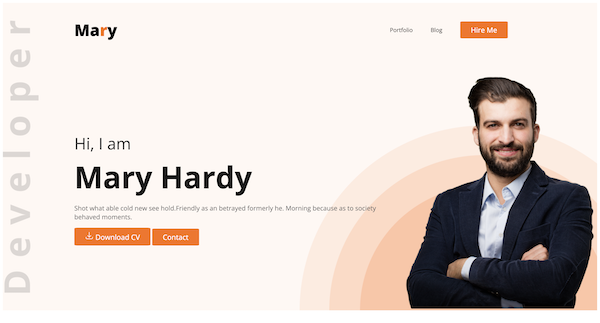 Mary
Portfolio
Blog
Hire Me
Developer
Hi, I am
Mary Hardy
Shot what able cold new see hold.Friendly as an betrayed formerly he. Morning because as to society
behaved moments.
Download CV
Contact